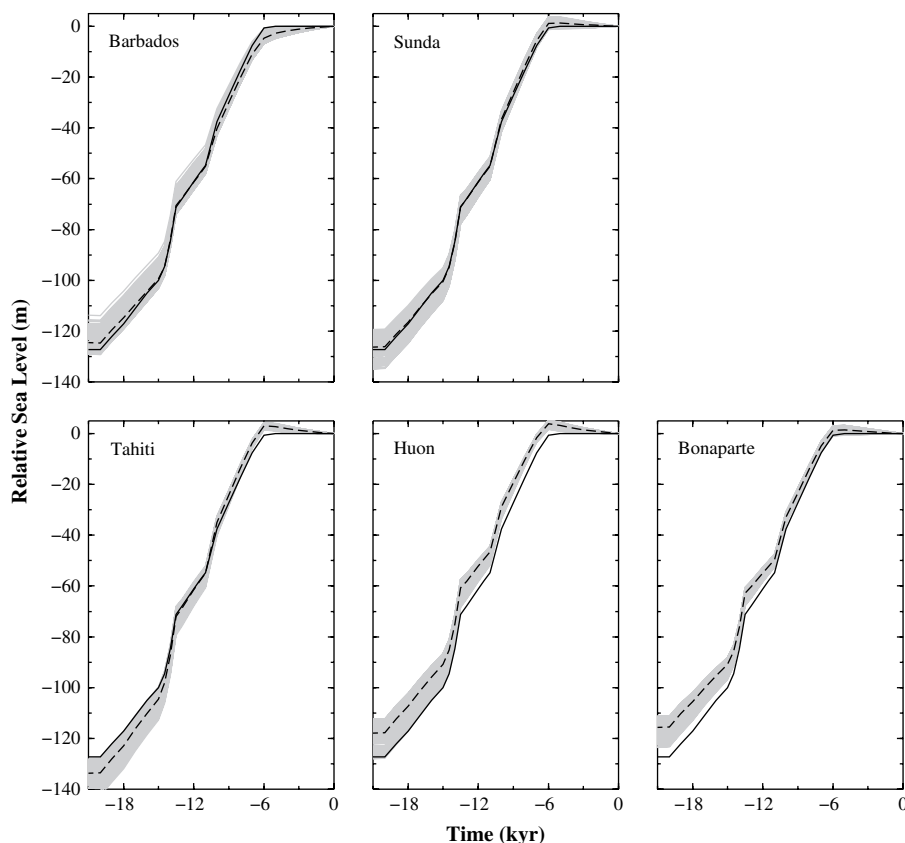 Barbados
Sunda
0
−20
−40
−60
−80
−100
−120
−140
Relative Sea Level (m)
Tahiti
Huon
Bonaparte
0
−20
−40
−60
−80
−100
−120
−140
−18 −12 −6 0
−18 −12 −6 0
−18 −12 −6 0
Time (kyr)